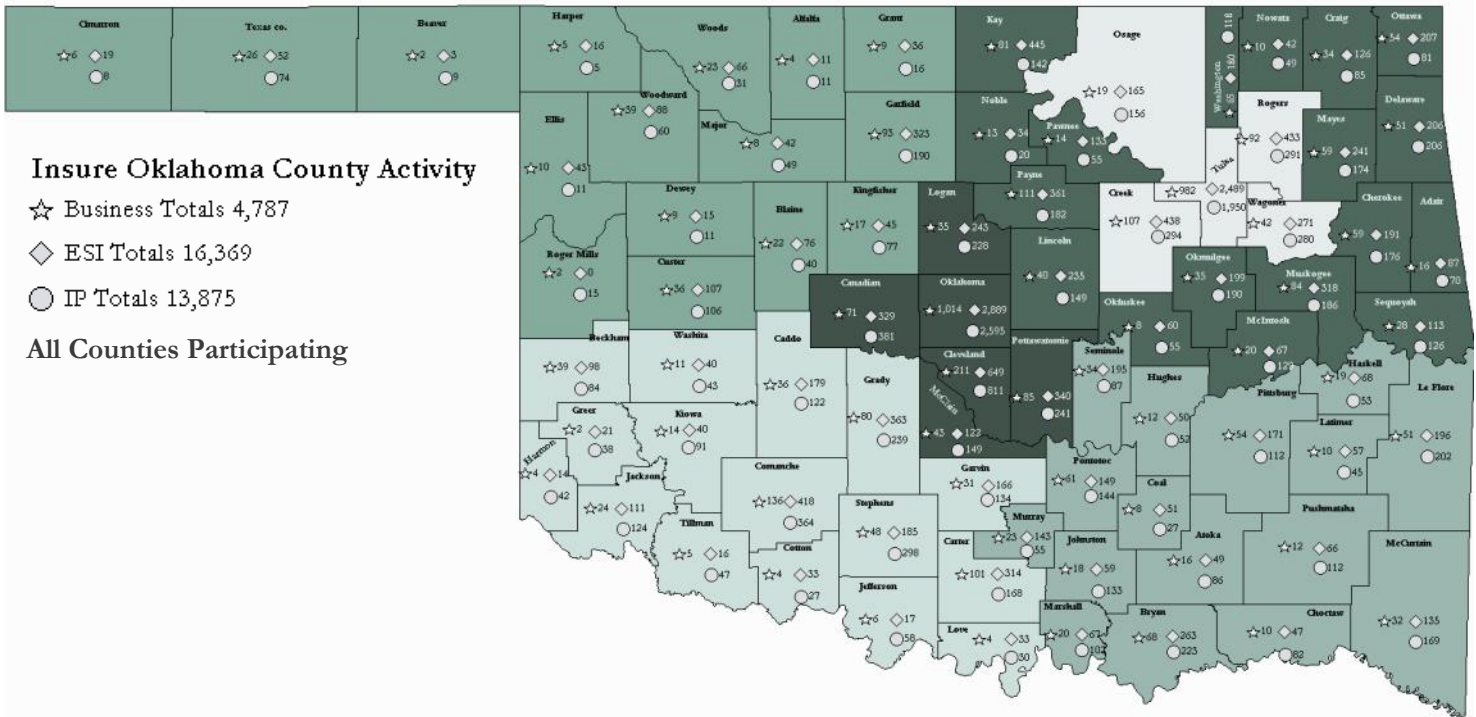 Insure Oklahoma County Activity
Business Totals 4,787
ESI Totals 16,369
IP Totals 13,875
All Counties Participating
Cimarron
6 19
8
Texas co.
26 52
74
Beaver
2 3
9
Harper
5 16
5
Woods
23 66
31
Alfalfa
4 11
11
Grant
9 36
16
Kay
81 445
142
Osage
19 165
156
Washington
65 180
118
Nowata
10 42
49
Craig
34 126
85
Ottawa
54 207
81
Ellis
10 43
11
Woodward
39 88
60
Major
8 42
49
Garfield
93 323
190
Noble
13 34
20
Pawnee
14 133
55
Rogers
92 433
291
Mayes
59 241
174
Delaware
51 206
206
Roger Mills
2 0
15
Dewey
9 15
11
Custer
36 107
106
Blaine
22 76
40
Kingfisher
17 45
77
Logan
35 243
228
Payne
111 361
182
Creek
107 438
294
Tulsa
982 2,489
1,950
Wagoner
42 271
280
Cherokee
59 191
176
Adair
16 87
70
Canadian
71 329
381
Oklahoma
1,014 2,889
2,595
Lincoln
40 235
149
Okmulgee
35 199
190
Muskogee
84 318
186
Sequoyah
28 113
126
Okfuskee
8 60
55
McIntosh
20 67
Beckham
39 98
84
Washita
11 40
43
Caddo
36 179
122
Grady
80 363
239
Cleveland
211 649
811
McClain
43 122
149
Pottawatomie
85 340
241
Seminole
34 195
87
Hughes
12 50
52
Pittsburg
54 171
112
Haskell
19 68
53
Le Flore
51 196
202
Latimer
10 57
45
Greer
2 21
38
Kiowa
14 40
91
Harmon
4 14
42
Jackson
24 111
124
Tillman
5 16
47
Comanche
136 418
364
Cotton
4 33
27
Stephens
48 185
298
Garvin
31 166
134
Murray
23 143
55
Pontotoc
61 149
144
Coal
8 51
27
Johnston
18 59
133
Atoka
16 49
86
Pushmataha
12 66
112
McCurtain
32 135
169
Jefferson
6 17
58
Carter
101 314
168
Love
4 33
30
Marshall
20 67
Bryan
68 263
223
Choctaw
10 47
82